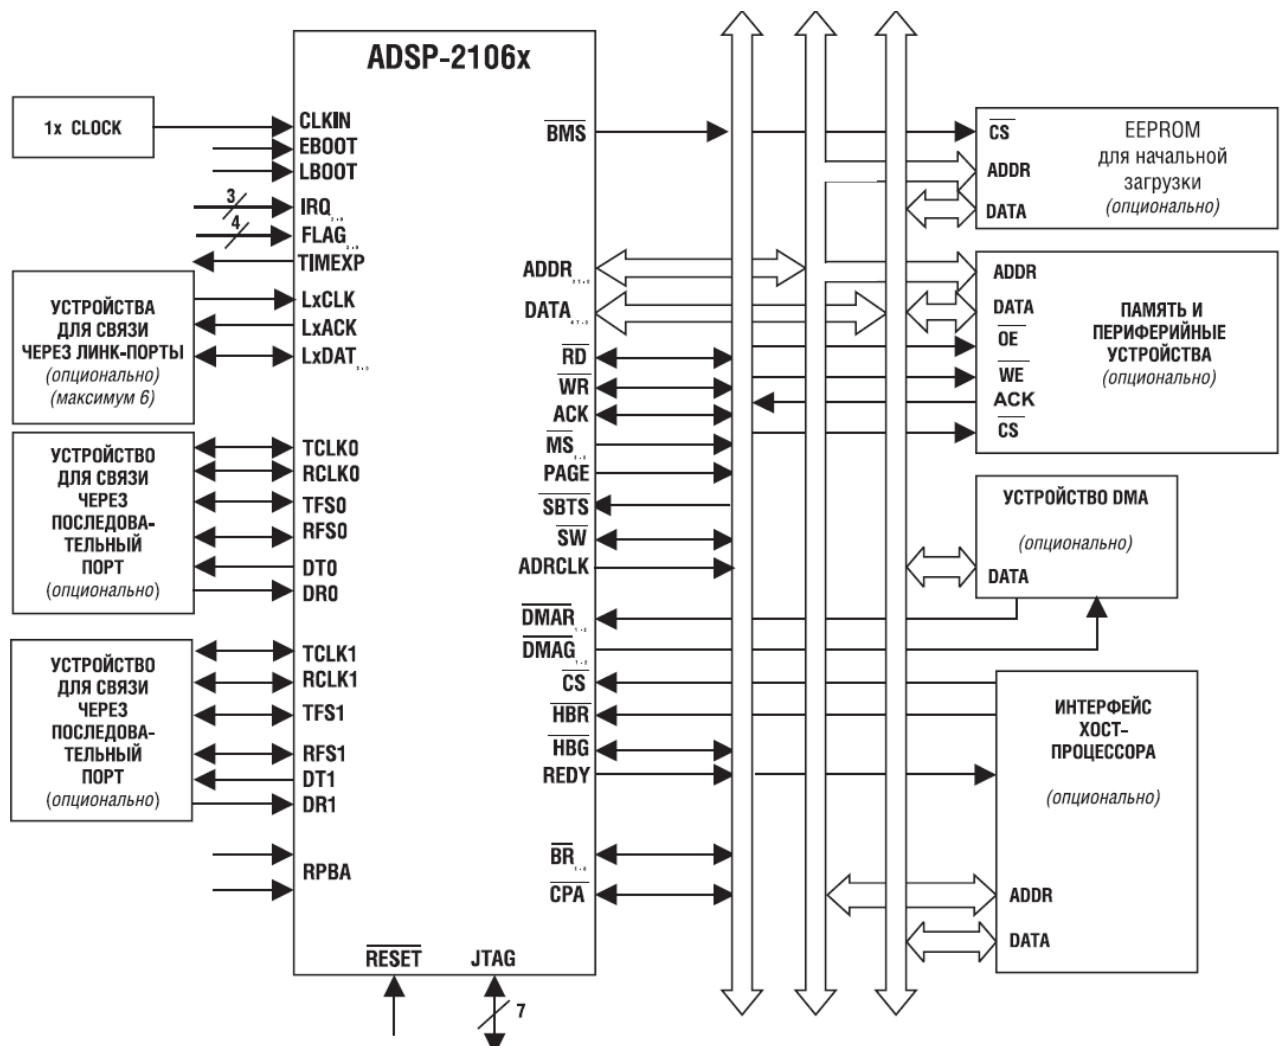 ADSP-2106x
1x CLOCK
CLKIN
EBOOT
LBOOT
3
IRQ
4
FLAG
TIMEXP
УСТРОЙСТВА
ДЛЯ СВЯЗИ
ЧЕРЕЗ ЛИНК-ПОРТЫ
(опционально)
(максимум 6)
LxCLK
LxACK
LxDAT
УСТРОЙСТВО
ДЛЯ СВЯЗИ
ЧЕРЕЗ
ПОСЛЕДОВА-
ТЕЛЬНЫЙ
ПОРТ
(опционально)
TCLK0
RCLK0
TFS0
RFS0
DT0
DR0
УСТРОЙСТВО
ДЛЯ СВЯЗИ
ЧЕРЕЗ
ПОСЛЕДОВА-
ТЕЛЬНЫЙ
ПОРТ
(опционально)
TCLK1
RCLK1
TFS1
RFS1
DT1
DR1
RPBA
RESET
JTAG
7
BMS
ADDR
DATA
RD
WR
ACK
MS
PAGE
SBTS
SW
ADRCLK
DMAR
DMAG
CS
HBR
HBG
REDY
BR
CPA
CS
ADDR
DATA
EEPROM
для начальной
загрузки
(опционально)
ADDR
DATA
OE
WE
ACK
CS
ПАМЯТЬ И
ПЕРИФЕРИЙНЫЕ
УСТРОЙСТВА
(опционально)
УСТРОЙСТВО DMA
(опционально)
DATA
ИНТЕРФЕЙС
ХОСТ-
ПРОЦЕССОРА
(опционально)
ADDR
DATA